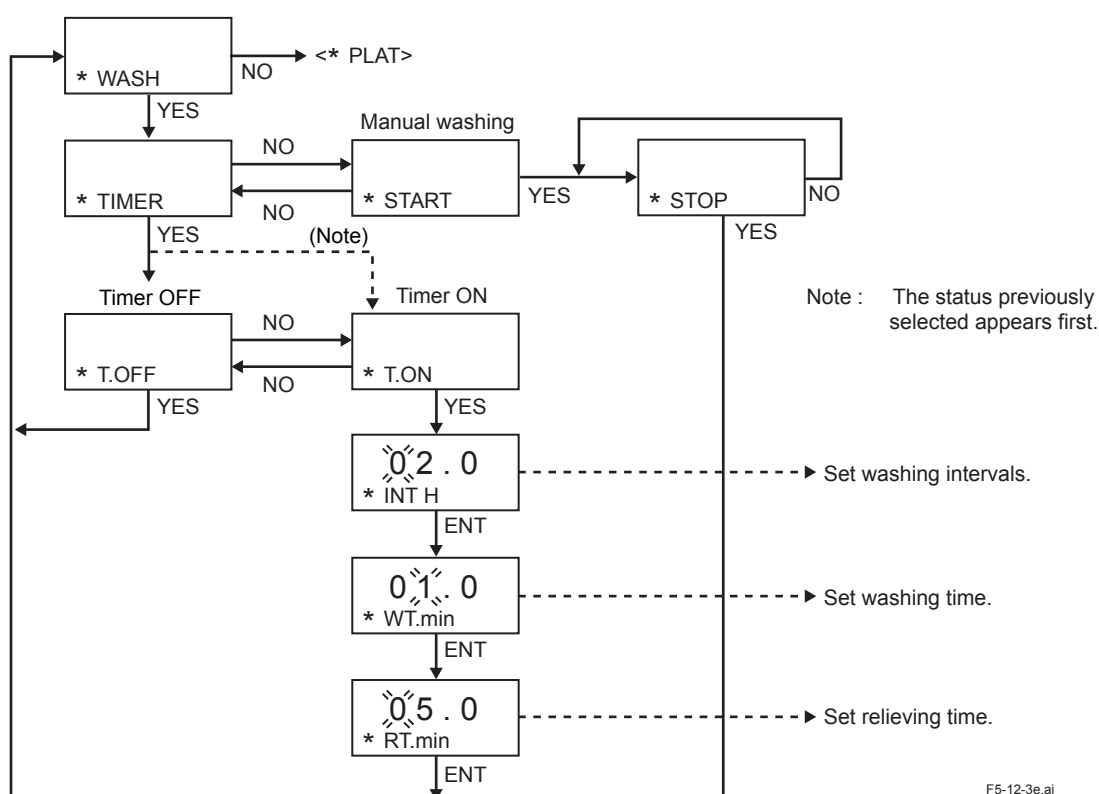 * WASH
NO
<* PLAT>
YES
Manual washing
* TIMER
NO
NO
* START
YES
* STOP
NO
YES
YES
(Note)
Note : The status previously
selected appears first.
Timer OFF
Timer ON
* T.OFF
NO
NO
* T.ON
YES
YES
02.0
* INT H
Set washing intervals.
ENT
01.0
* WT.min
Set washing time.
ENT
05.0
* RT.min
Set relieving time.
ENT
F5-12-3e.ai